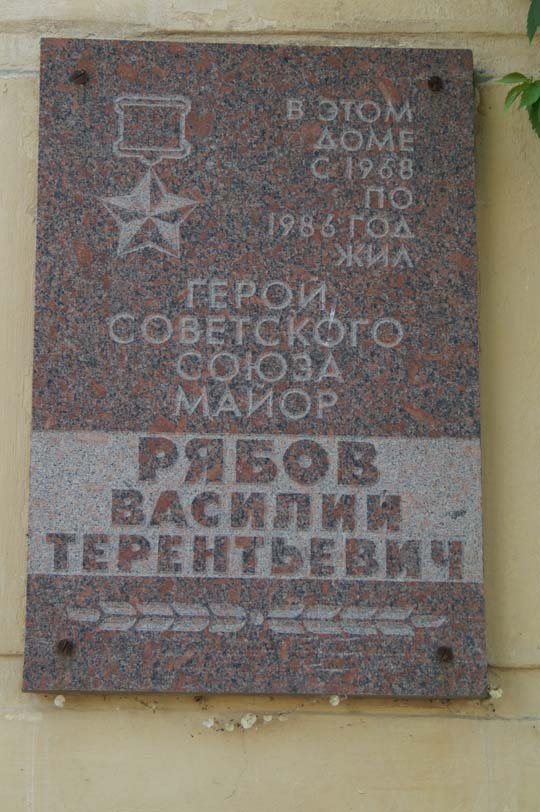 В ЭТОМ
ДОМЕ
С 1968
ПО
1986 ГОД
ЖИЛ
ГЕРОЙ
СОВЕТСКОГО
СОЮЗА
МАЙОР
РЯБОВ
ВАСИЛИЙ
ТЕРЕНТЬЕВИЧ